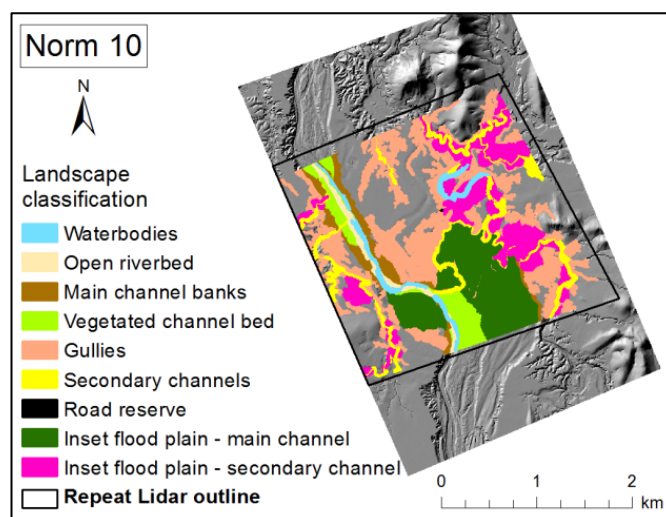 Norm 10
N
Landscape
classification
Waterbodies
Open riverbed
Main channel banks
Vegetated channel bed
Gullies
Secondary channels
Road reserve
Inset flood plain - main channel
Inset flood plain - secondary channel
Repeat Lidar outline
0 1 2
km